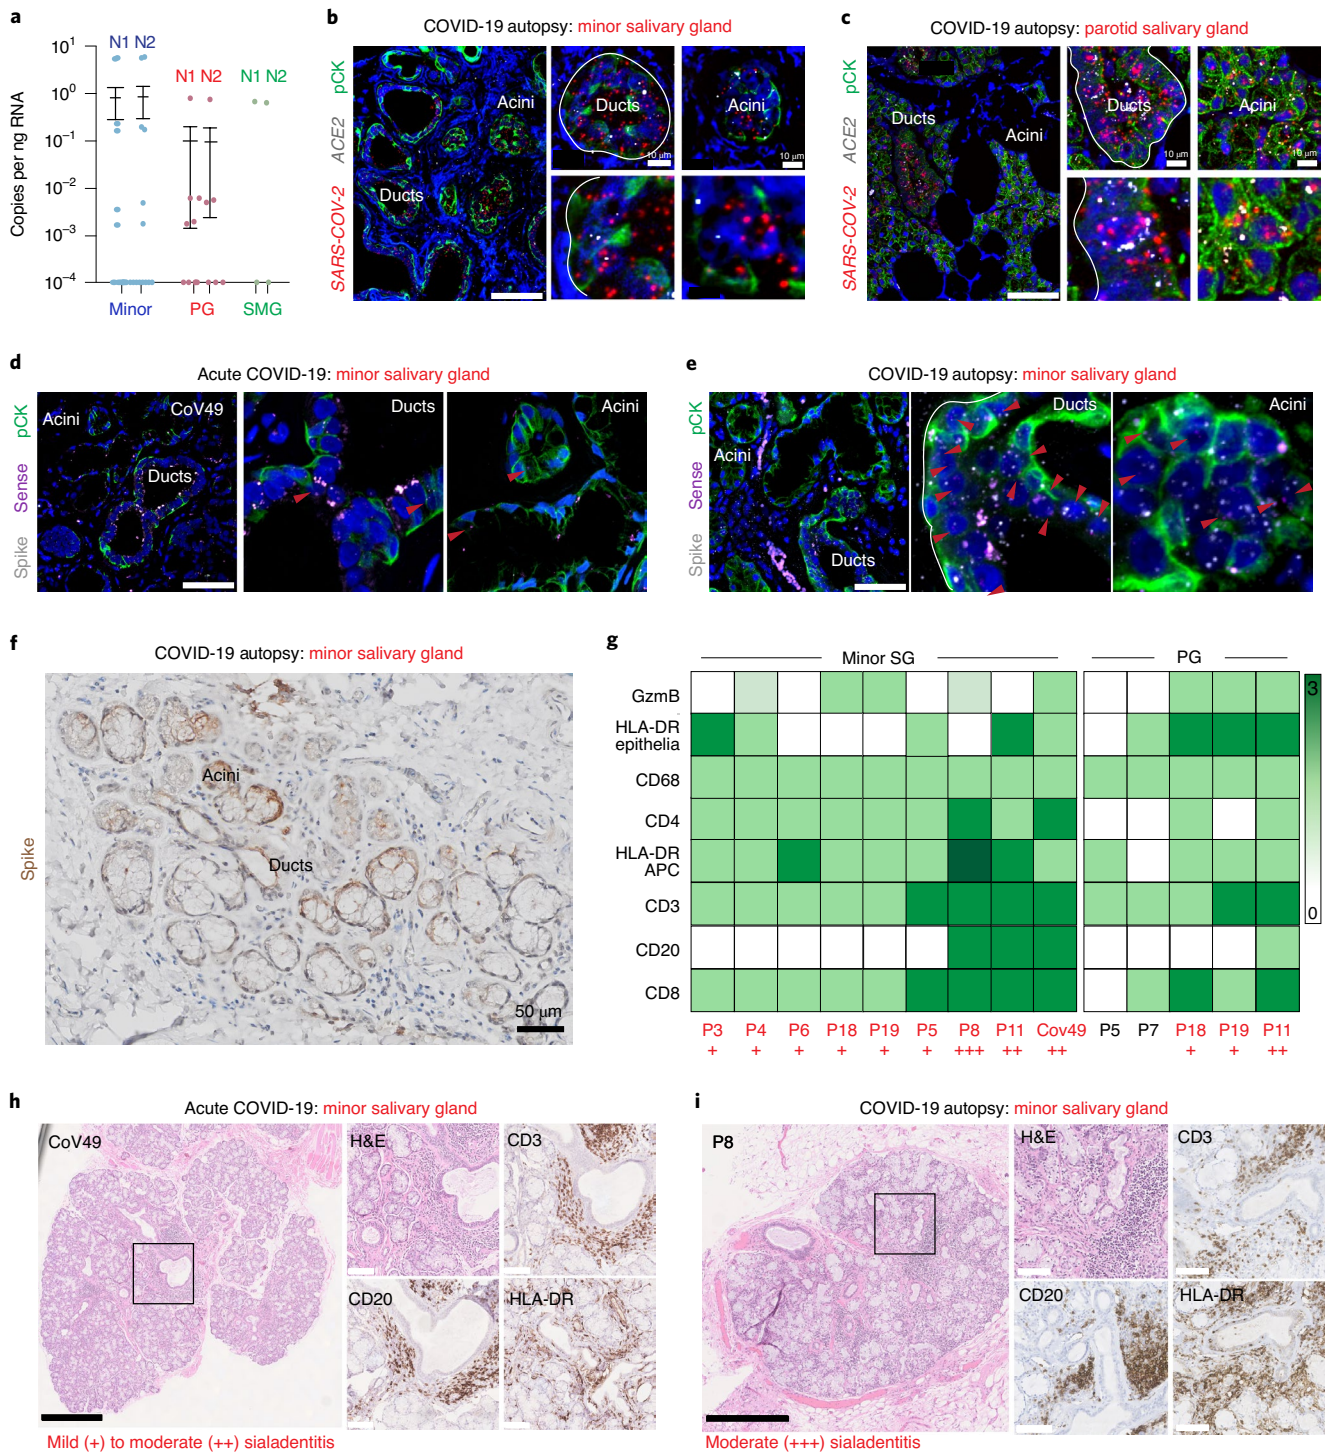 a
N1 N2
N1 N2
N1 N2
10¹
10⁰
10⁻¹
10⁻²
10⁻³
10⁻⁴
Copies per ng RNA
Minor
PG
SMG
b
COVID-19 autopsy: minor salivary gland
SARS-COV-2 ACE2 pCK
Acini
Ducts
Ducts
10 µm
Acini
10 µm
c
COVID-19 autopsy: parotid salivary gland
SARS-COV-2 ACE2 pCK
Ducts
Acini
Ducts
10 µm
Acini
10 µm
d
Acute COVID-19: minor salivary gland
Spike Sense pCK
Acini
CoV49
Ducts
Ducts
Acini
e
COVID-19 autopsy: minor salivary gland
Spike Sense pCK
Acini
Ducts
Ducts
Acini
f
COVID-19 autopsy: minor salivary gland
Spike
Acini
Ducts
50 µm
g
Minor SG
PG
GzmB
HLA-DR
epithelia
CD68
CD4
HLA-DR
APC
CD3
CD20
CD8
3
0
P3 P4 P6 P18 P19 P5 P8 P11 Cov49 P5 P7 P18 P19 P11
+ + + + + + +++ ++ ++ + + ++
h
Acute COVID-19: minor salivary gland
CoV49
H&E
CD3
CD20
HLA-DR
Mild (+) to moderate (++) sialadentitis
i
COVID-19 autopsy: minor salivary gland
P8
H&E
CD3
CD20
HLA-DR
Moderate (+++) sialadentitis